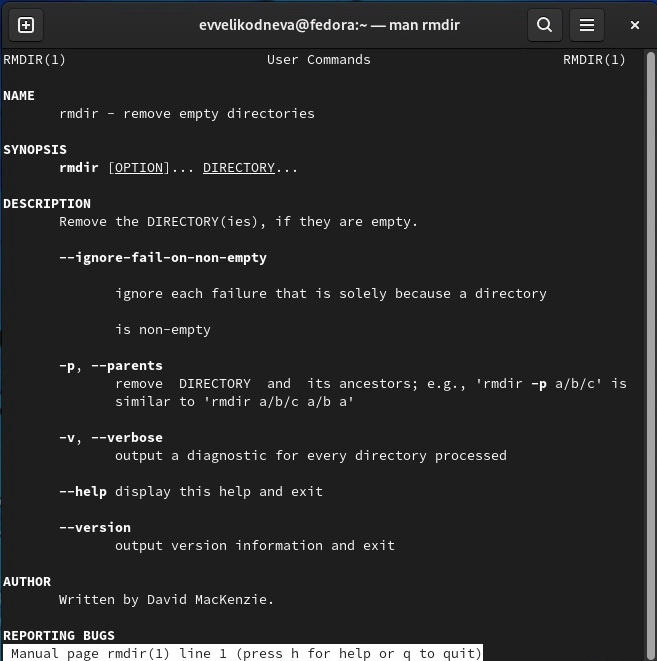 evvelikodneva@fedora:~ — man rmdir
RMDIR(1) User Commands RMDIR(1)
NAME
rmdir - remove empty directories
SYNOPSIS
rmdir [OPTION]... DIRECTORY...
DESCRIPTION
Remove the DIRECTORY(ies), if they are empty.
--ignore-fail-on-non-empty
ignore each failure that is solely because a directory
is non-empty
-p, --parents
remove DIRECTORY and its ancestors; e.g., 'rmdir -p a/b/c' is
similar to 'rmdir a/b/c a/b a'
-v, --verbose
output a diagnostic for every directory processed
--help display this help and exit
--version
output version information and exit
AUTHOR
Written by David MacKenzie.
REPORTING BUGS
Manual page rmdir(1) line 1 (press h for help or q to quit)